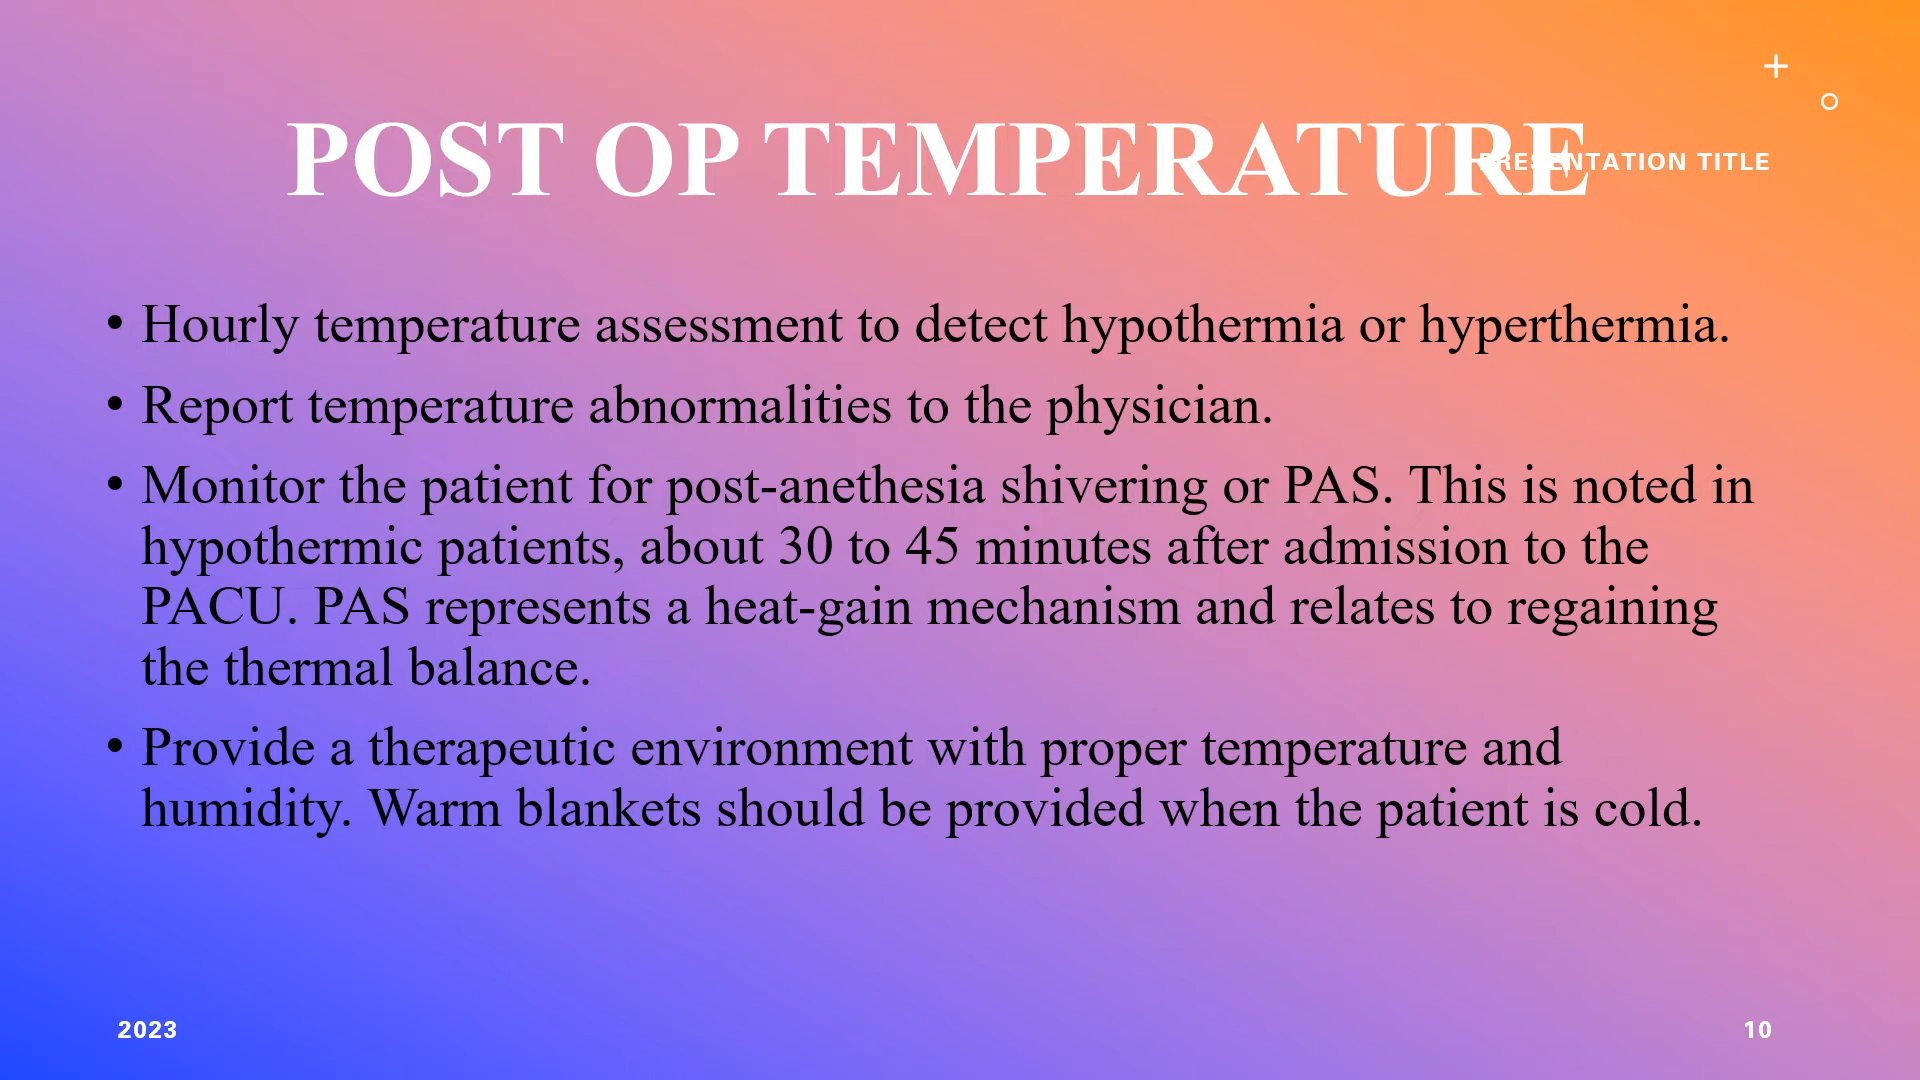 POST OP TEMPERATURE
PRESENTATION TITLE
• Hourly temperature assessment to detect hypothermia or hyperthermia.
• Report temperature abnormalities to the physician.
• Monitor the patient for post-anethesia shivering or PAS. This is noted in
hypothermic patients, about 30 to 45 minutes after admission to the
PACU. PAS represents a heat-gain mechanism and relates to regaining
the thermal balance.
• Provide a therapeutic environment with proper temperature and
humidity. Warm blankets should be provided when the patient is cold.
2023
10